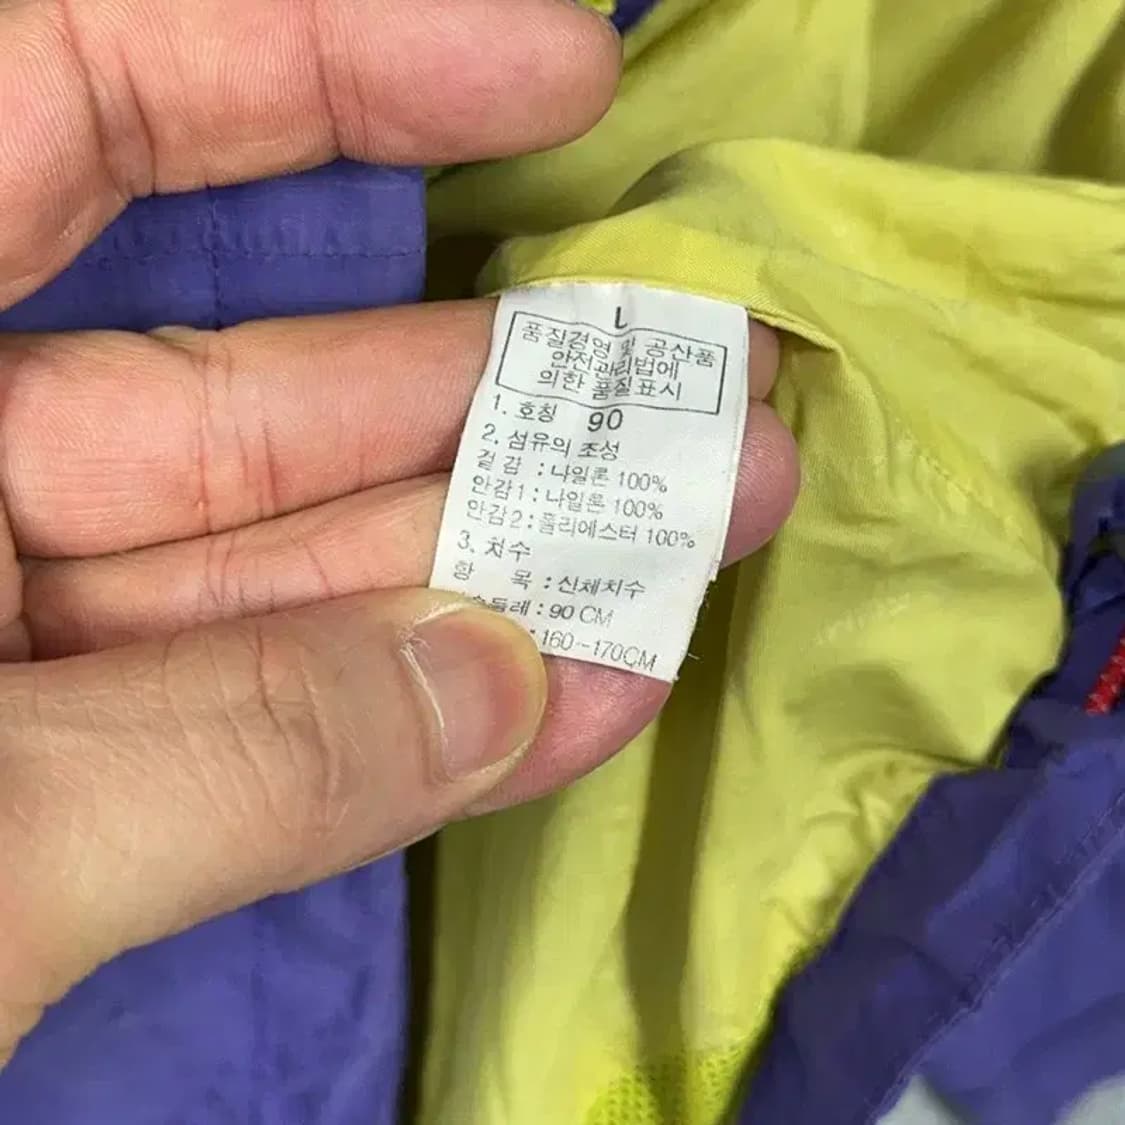 L
품질경영 및 공산품
안전관리법에
의한 품질표시
1. 호칭 90
2. 섬유의 조성
겉 감 : 나일론 100%
안감1 : 나일론 100%
안감2 : 폴리에스터 100%
3. 치수
항 목 : 신체치수
슴둘레 : 90 CM
: 160~170CM